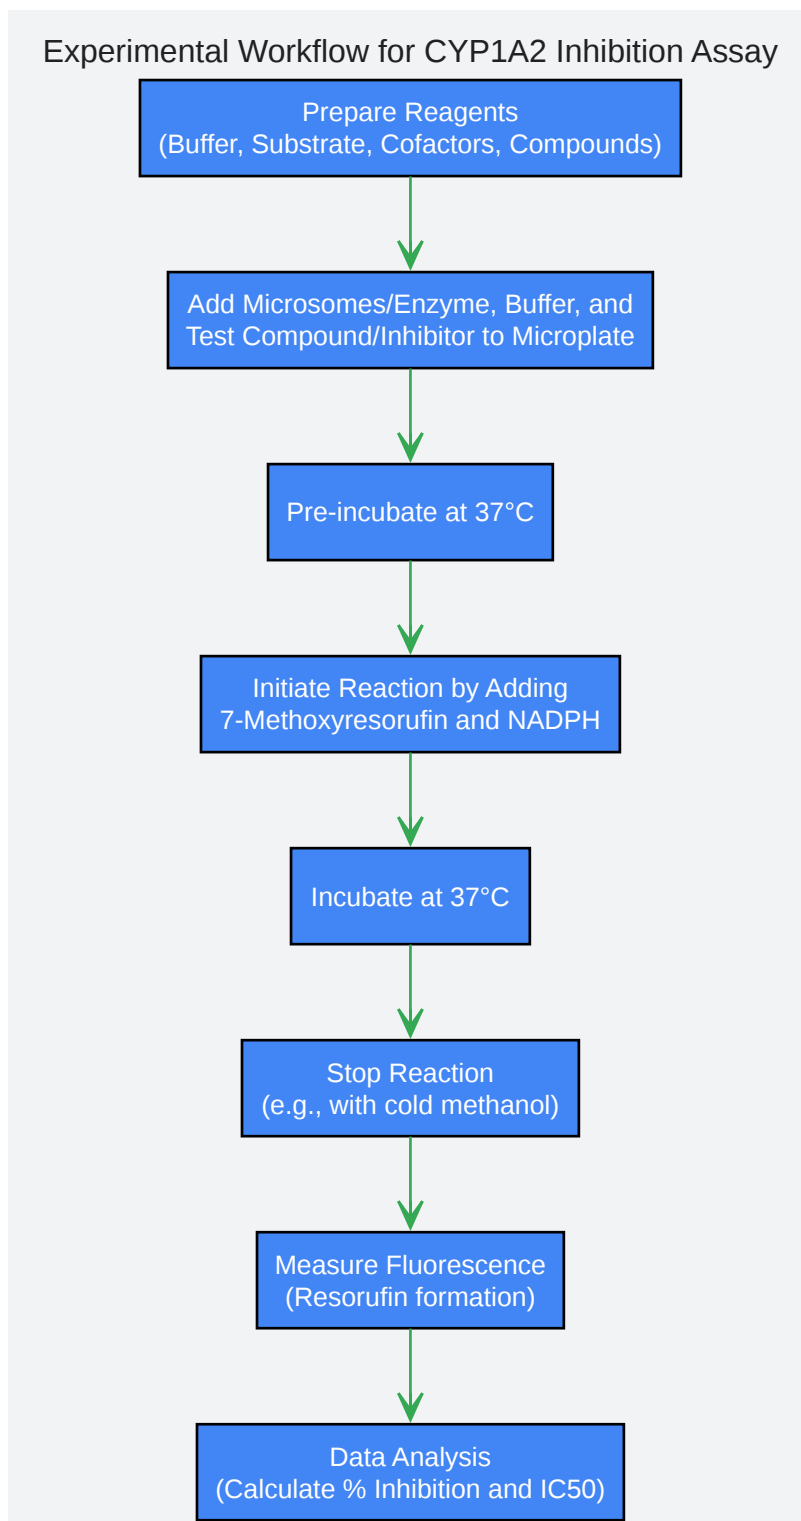 Experimental Workflow for CYP1A2 Inhibition Assay
Prepare Reagents
(Buffer, Substrate, Cofactors, Compounds)
Add Microsomes/Enzyme, Buffer, and
Test Compound/Inhibitor to Microplate
Pre-incubate at 37°C
Initiate Reaction by Adding
7-Methoxyresorufin and NADPH
Incubate at 37°C
Stop Reaction
(e.g., with cold methanol)
Measure Fluorescence
(Resorufin formation)
Data Analysis
(Calculate % Inhibition and IC50)